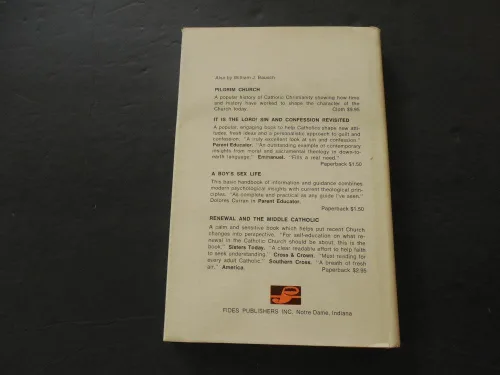 Also by William J. Bausch
PILGRIM CHURCH
A popular history of Catholic Christianity showing how time
and history have worked to shape the character of the
Church today. Cloth $8.95
IT IS THE LORD! SIN AND CONFESSION REVISITED
A popular, engaging book to help Catholics shape new atti-
tudes, fresh ideas and a personalistic approach to guilt and
confession. "A truly excellent look at sin and confession."
Parent Educator. "An outstanding example of contemporary
insights from moral and sacramental theology in down-to-
earth language." Emmanuel. "Fills a real need."
Paperback $1.50
A BOY'S SEX LIFE
This basic handbook of information and guidance combines
modern psychological insights with current theological prin-
ciples. "As complete and practical as any guide I've seen."
Dolores Curran in Parent Educator.
Paperback $1.50
RENEWAL AND THE MIDDLE CATHOLIC
A calm and sensitive book which helps put recent Church
changes into perspective. "For self-education on what re-
newal in the Catholic Church should be about, this is the
book." Sisters Today. "A clear readable effort to help faith
to seek understanding." Cross & Crown. "Must reading for
every adult Catholic." Southern Cross. "A breath of fresh
air." America. Paperback $2.95
FIDES PUBLISHERS INC. Notre Dame, Indiana